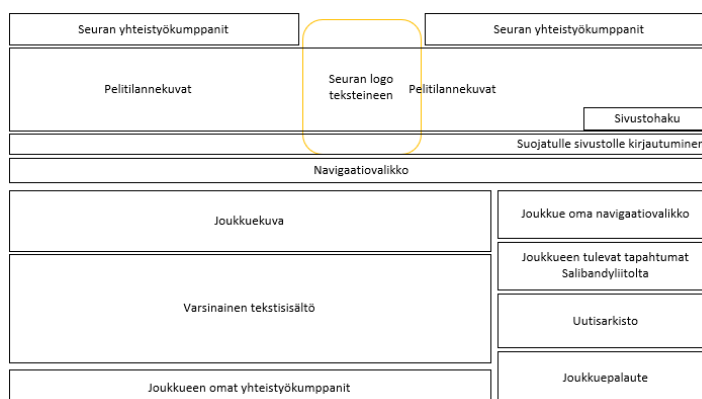 Seuran yhteistyökumppanit
Seuran yhteistyökumppanit
Pelitilannekuvat
Seuran logo
teksteineen
Pelitilannekuvat
Sivustohaku
Suojatulle sivustolle kirjautuminen
Navigaatiovalikko
Joukkuekuva
Joukkue oma navigaatiovalikko
Joukkueen tulevat tapahtumat
Salibandyliitolta
Varsinainen tekstisisältö
Uutisarkisto
Joukkueen omat yhteistyökumppanit
Joukkuepalaute